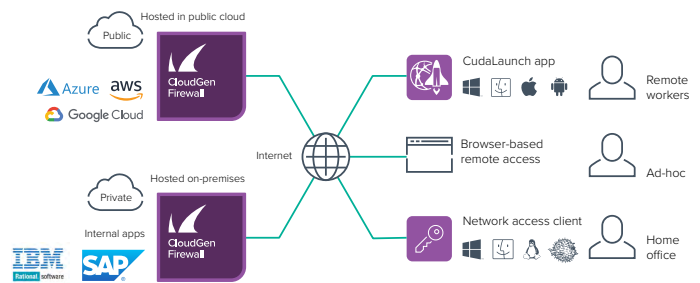 Hosted in public cloud
Public
CloudGen
Firewall
Azure
aws
Google Cloud
Internet
Hosted on-premises
Private
CloudGen
Firewall
Internal apps
IBM
Rational. software
SAP
CudaLaunch app
Remote
workers
Browser-based
remote access
Ad-hoc
Network access client
Home
office